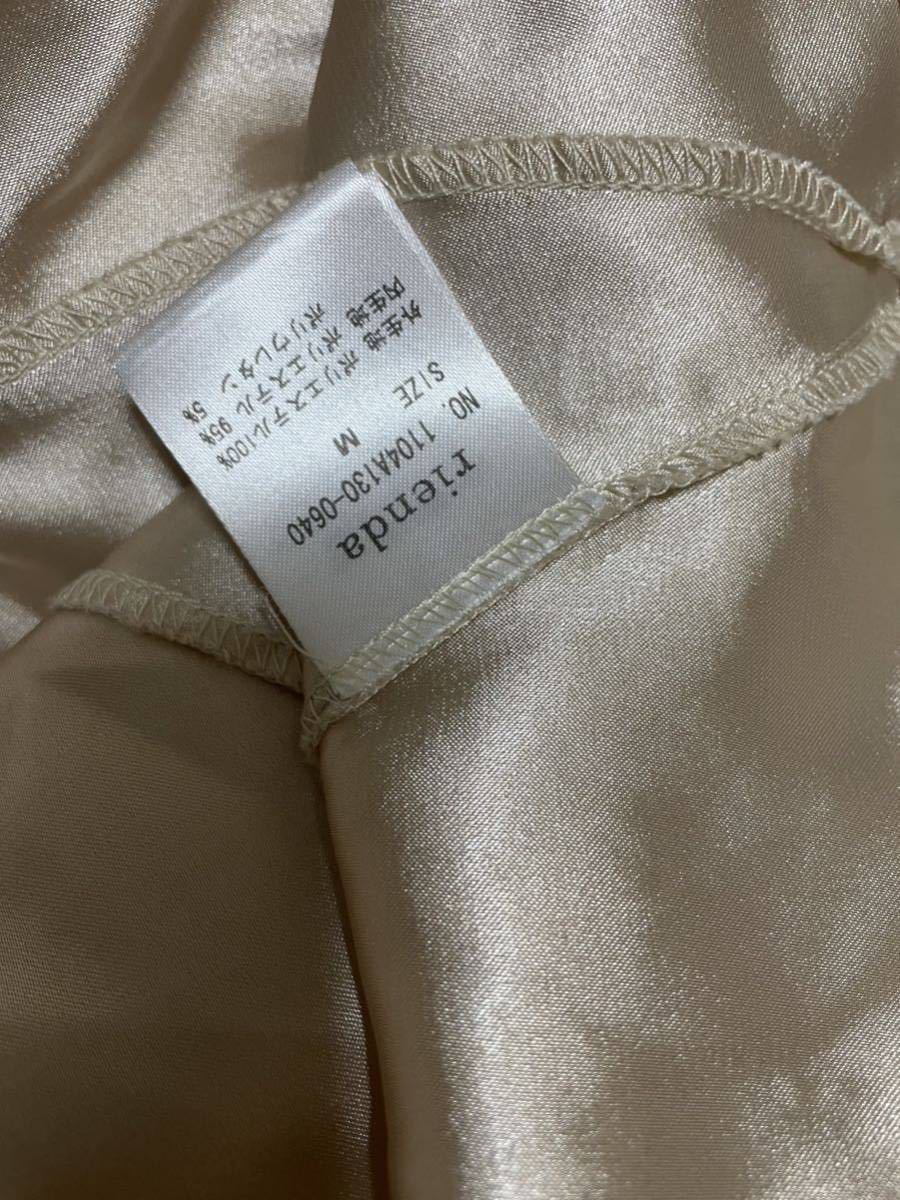 rienda
NO. 1104A130-0640
SIZE M
外生地 ポリエステル100%
内生地 ポリエステル 95%
ポリウレタン 5%